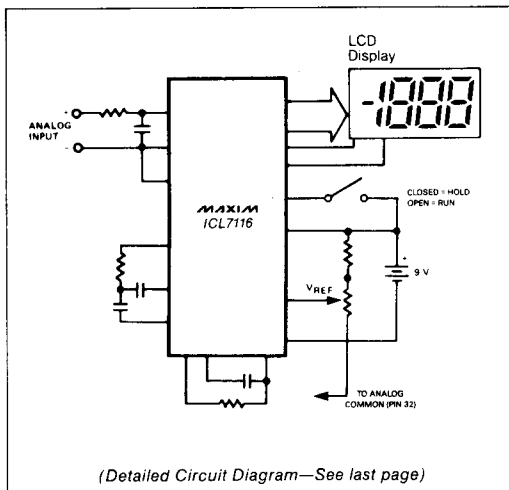 LCD
Display
-1888
+
ANALOG
INPUT
-
MAXIM
ICL7116
CLOSED = HOLD
OPEN = RUN
+
9 V
VREF
TO ANALOG
COMMON (PIN 32)
(Detailed Circuit Diagram—See last page)